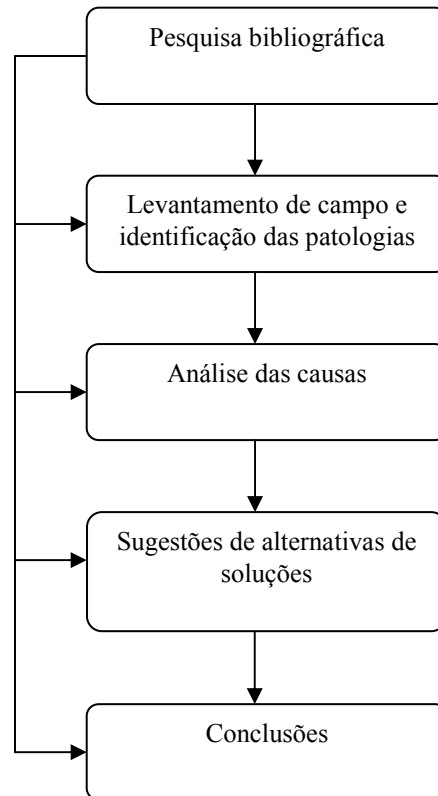 Pesquisa bibliográfica
Levantamento de campo e
identificação das patologias
Análise das causas
Sugestões de alternativas de
soluções
Conclusões